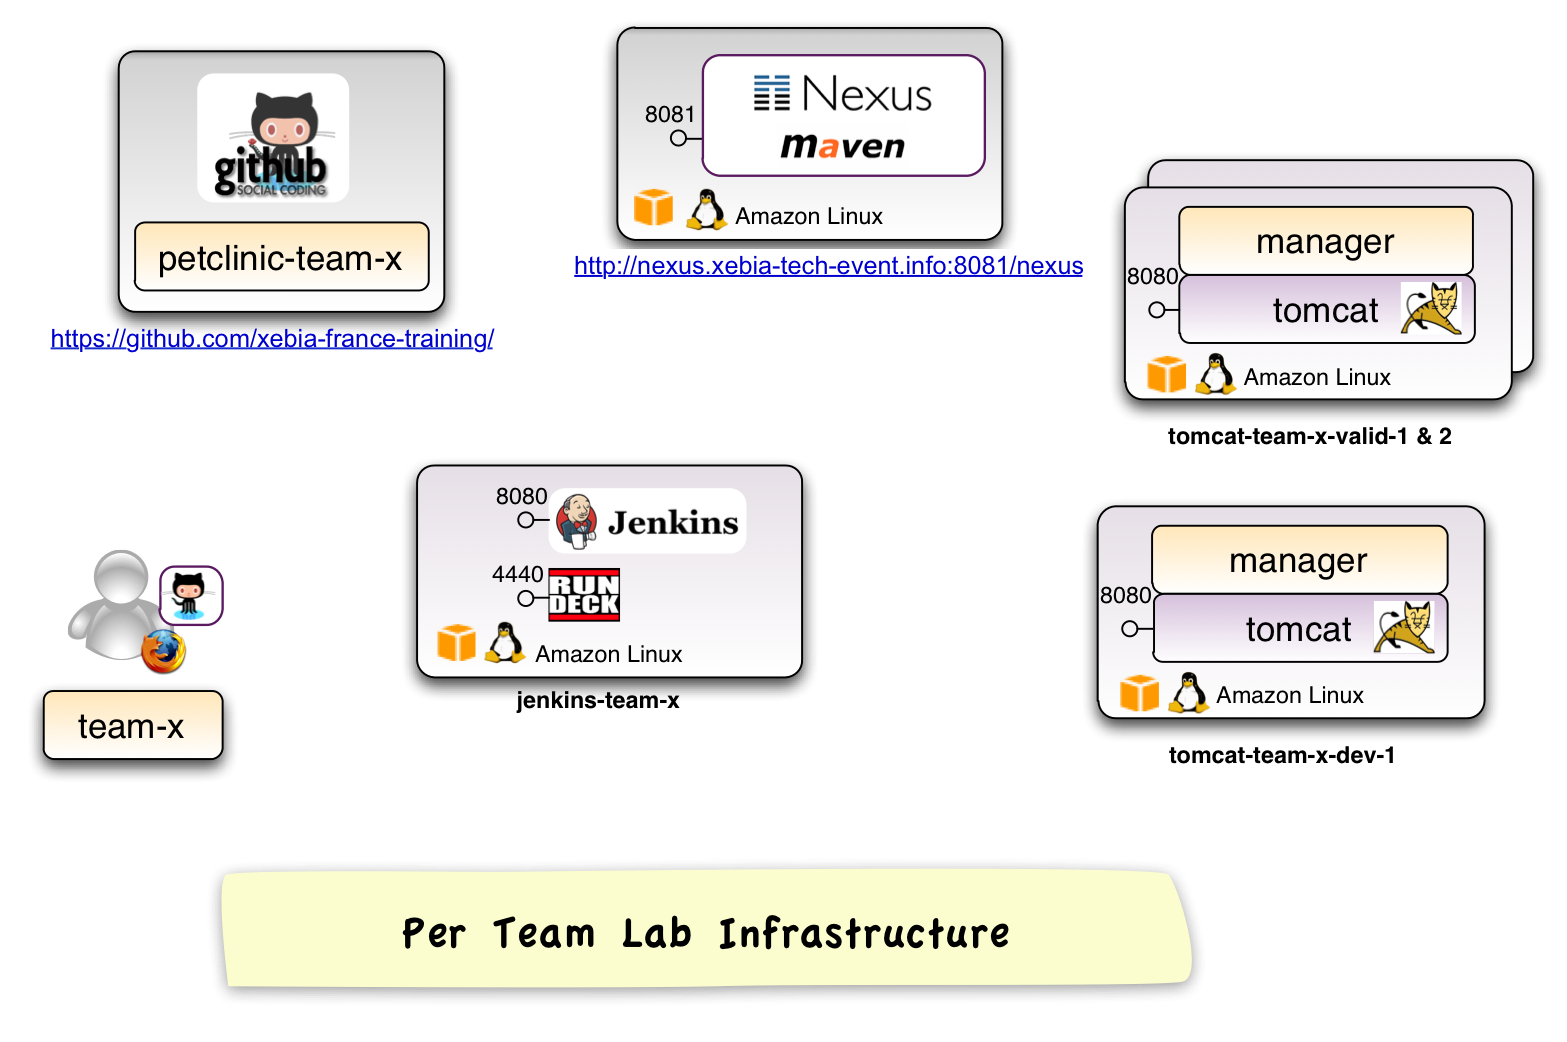 github
SOCIAL CODING
petclinic-team-x
https://github.com/xebia-france-training/
8081
Nexus
maven
Amazon Linux
http://nexus.xebia-tech-event.info:8081/nexus
manager
8080
tomcat
Amazon Linux
tomcat-team-x-valid-1 & 2
8080
Jenkins
4440
RUN
DECK
Amazon Linux
jenkins-team-x
team-x
manager
8080
tomcat
Amazon Linux
tomcat-team-x-dev-1
Per Team Lab Infrastructure